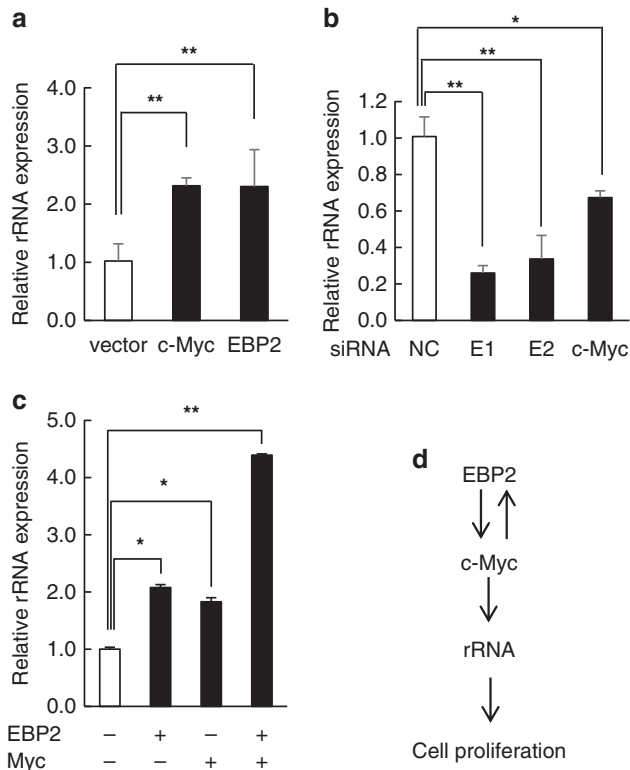 a
**
**
Relative rRNA expression
4.0
3.0
2.0
1.0
0.0
vector c-Myc EBP2
b
*
**
**
Relative rRNA expression
1.2
1.0
0.8
0.6
0.4
0.2
0.0
siRNA NC E1 E2 c-Myc
c
**
*
*
Relative rRNA expression
5.0
4.0
3.0
2.0
1.0
0.0
EBP2 − + − +
Myc − − + +
d
EBP2
c-Myc
rRNA
Cell proliferation